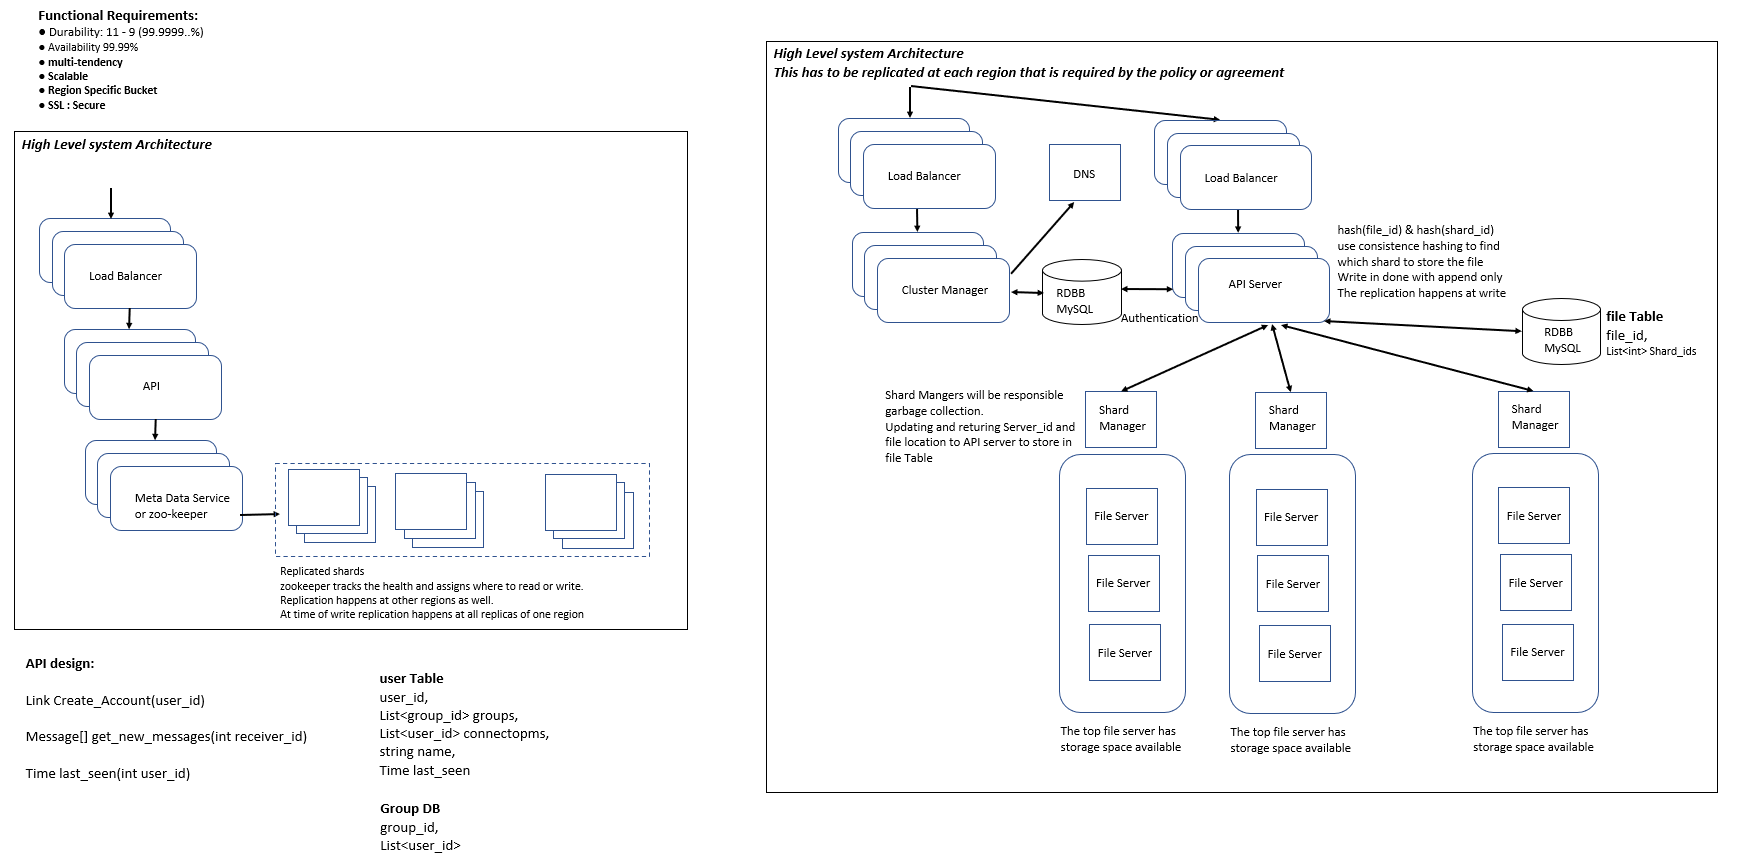 Functional Requirements:
● Durability: 11 - 9 (99.9999..%)
● Availability 99.99%
● multi-tendency
● Scalable
● Region Specific Bucket
● SSL : Secure
High Level system Architecture
Load Balancer
API
Meta Data Service
or zoo-keeper
Replicated shards
zookeeper tracks the health and assigns where to read or write.
Replication happens at other regions as well.
At time of write replication happens at all replicas of one region
API design:
Link Create_Account(user_id)
Message[] get_new_messages(int receiver_id)
Time last_seen(int user_id)
user Table
user_id,
List<group_id> groups,
List<user_id> connectopms,
string name,
Time last_seen
Group DB
group_id,
List<user_id>
High Level system Architecture
This has to be replicated at each region that is required by the policy or agreement
Load Balancer
DNS
Load Balancer
Cluster Manager
RDBB
MySQL
Authentication
API Server
hash(file_id) & hash(shard_id)
use consistence hashing to find
which shard to store the file
Write in done with append only
The replication happens at write
RDBB
MySQL
file Table
file_id,
List<int> Shard_ids
Shard Mangers will be responsible
garbage collection.
Updating and returing Server_id and
file location to API server to store in
file Table
Shard
Manager
Shard
Manager
Shard
Manager
File Server
File Server
File Server
File Server
File Server
File Server
File Server
File Server
File Server
The top file server has
storage space available
The top file server has
storage space available
The top file server has
storage space available